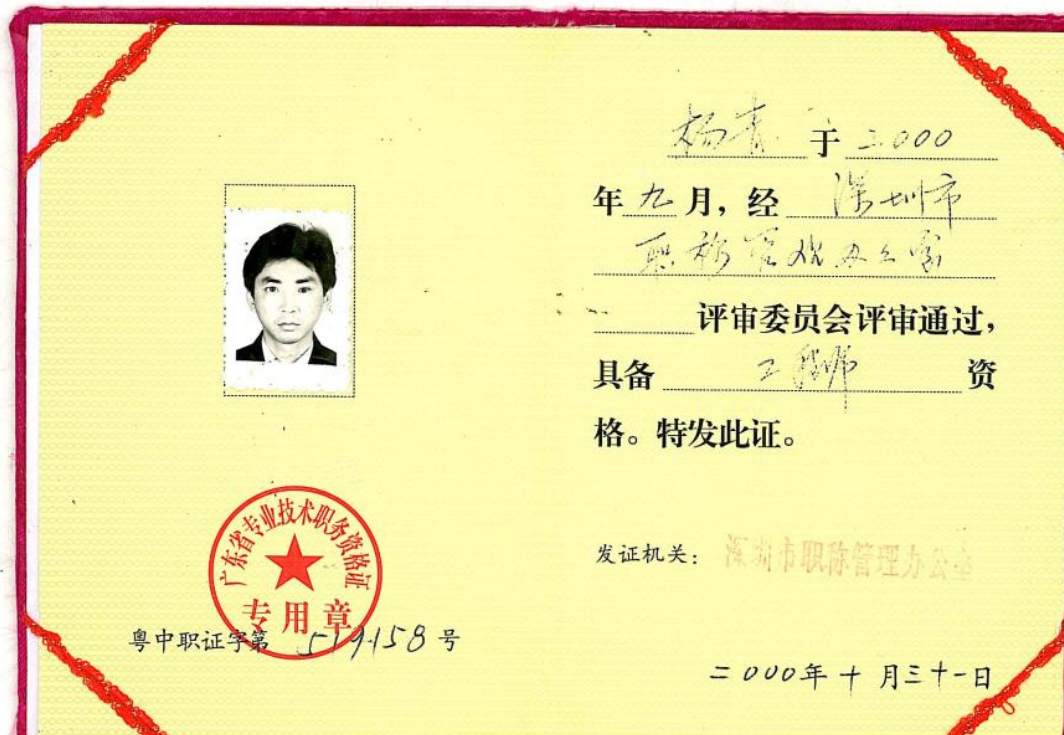 广东省专业技术职务资格证
专用章
粤中职证字第 519158 号
杨青 于 二000
年 九 月，经 深圳市
职称管理办公室
评审委员会评审通过，
具备 工程师 资
格。特发此证。
发证机关： 深圳市职称管理办公室
二000年十月三十一日